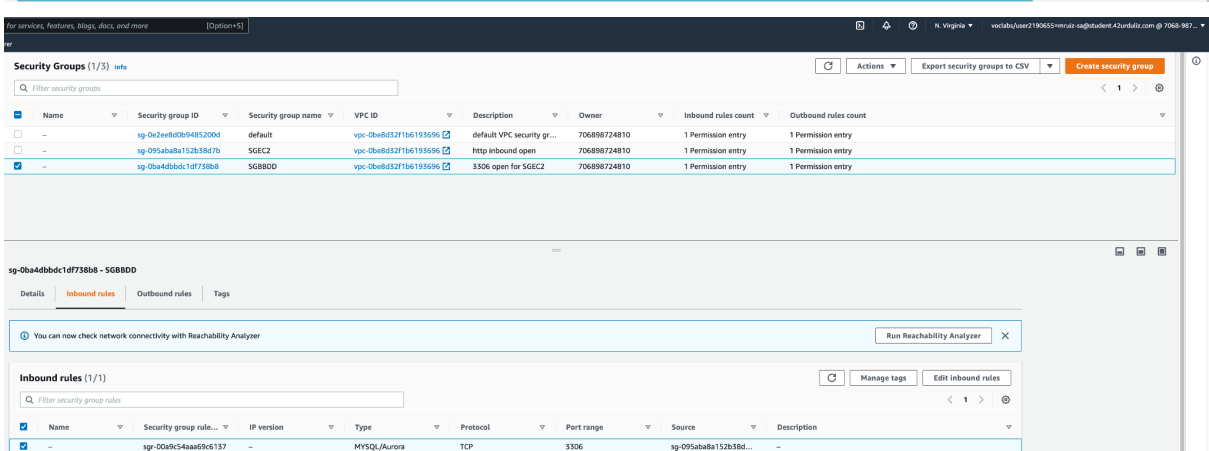 for services, features, blogs, docs, and more [Option+S] N. Virginia ▼ voclabs/user2190655=mruiz-sa@student.42urduliz.com @ 7068-987... ▼
rer
Security Groups (1/3) Info Actions ▼ Export security groups to CSV ▼ Create security group
Filter security groups < 1 >
Name Security group ID Security group name VPC ID Description Owner Inbound rules count Outbound rules count
– sg-0e2ee8d0b9485200d default vpc-0be8d32f1b6193696 default VPC security gr... 706898724810 1 Permission entry 1 Permission entry
– sg-095aba8a152b38d7b SGEC2 vpc-0be8d32f1b6193696 http inbound open 706898724810 1 Permission entry 1 Permission entry
– sg-0ba4dbbdc1df738b8 SGBBDD vpc-0be8d32f1b6193696 3306 open for SGEC2 706898724810 1 Permission entry 1 Permission entry
sg-0ba4dbbdc1df738b8 - SGBBDD
Details Inbound rules Outbound rules Tags
You can now check network connectivity with Reachability Analyzer Run Reachability Analyzer
Inbound rules (1/1) Manage tags Edit inbound rules
Filter security group rules < 1 >
Name Security group rule... IP version Type Protocol Port range Source Description
– sgr-00a9c54aaa69c6137 – MYSQL/Aurora TCP 3306 sg-095aba8a152b38d... –